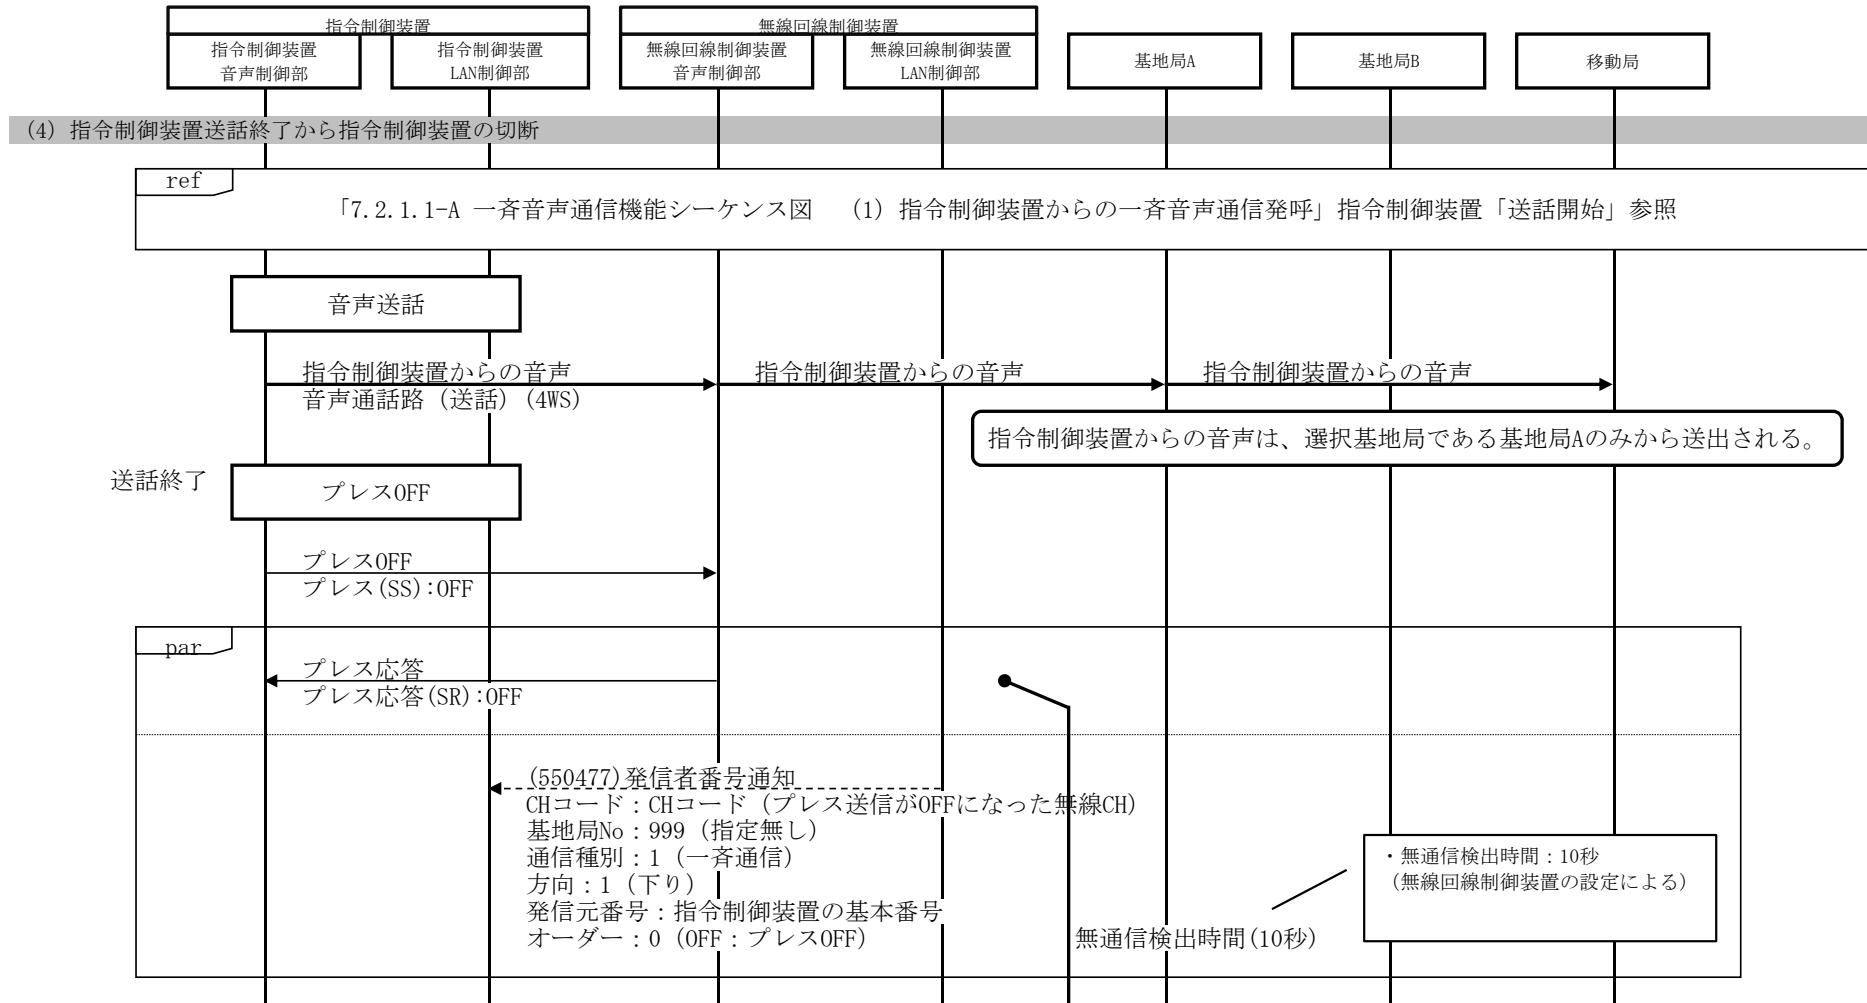 指令制御装置
無線回線制御装置
指令制御装置
音声制御部
指令制御装置
LAN制御部
無線回線制御装置
音声制御部
無線回線制御装置
LAN制御部
基地局A
基地局B
移動局
(4) 指令制御装置送話終了から指令制御装置の切断
ref
「7.2.1.1-A 一斉音声通信機能シーケンス図　(1) 指令制御装置からの一斉音声通信発呼」指令制御装置「送話開始」参照
音声送話
指令制御装置からの音声
音声通話路（送話）(4WS)
指令制御装置からの音声
指令制御装置からの音声
指令制御装置からの音声は、選択基地局である基地局Aのみから送出される。
送話終了
プレスOFF
プレスOFF
プレス(SS):OFF
par
プレス応答
プレス応答(SR):OFF
(550477)発信者番号通知
CHコード：CHコード（プレス送信がOFFになった無線CH）
基地局No：999（指定無し）
通信種別：1（一斉通信）
方向：1（下り）
発信元番号：指令制御装置の基本番号
オーダー：0（OFF：プレスOFF）
無通信検出時間(10秒)
・無通信検出時間：10秒
（無線回線制御装置の設定による）